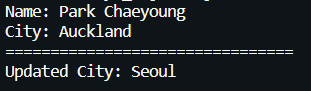 Name: Park Chaeyoung
City: Auckland
================================
Updated City: Seoul